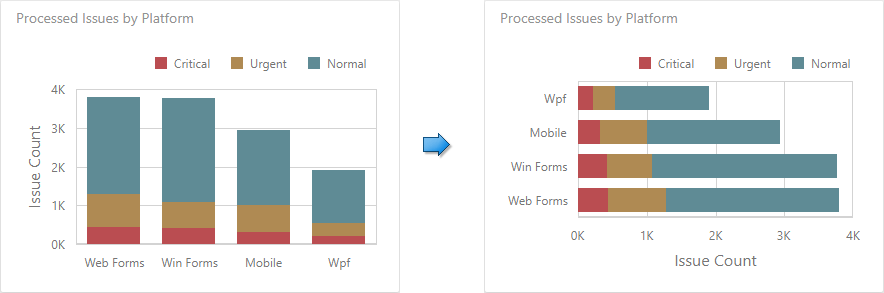 Processed Issues by Platform
Critical Urgent Normal
4K
3K
2K
1K
0K
Issue Count
Web Forms Win Forms Mobile Wpf
Processed Issues by Platform
Critical Urgent Normal
Wpf
Mobile
Win Forms
Web Forms
0K 1K 2K 3K 4K
Issue Count